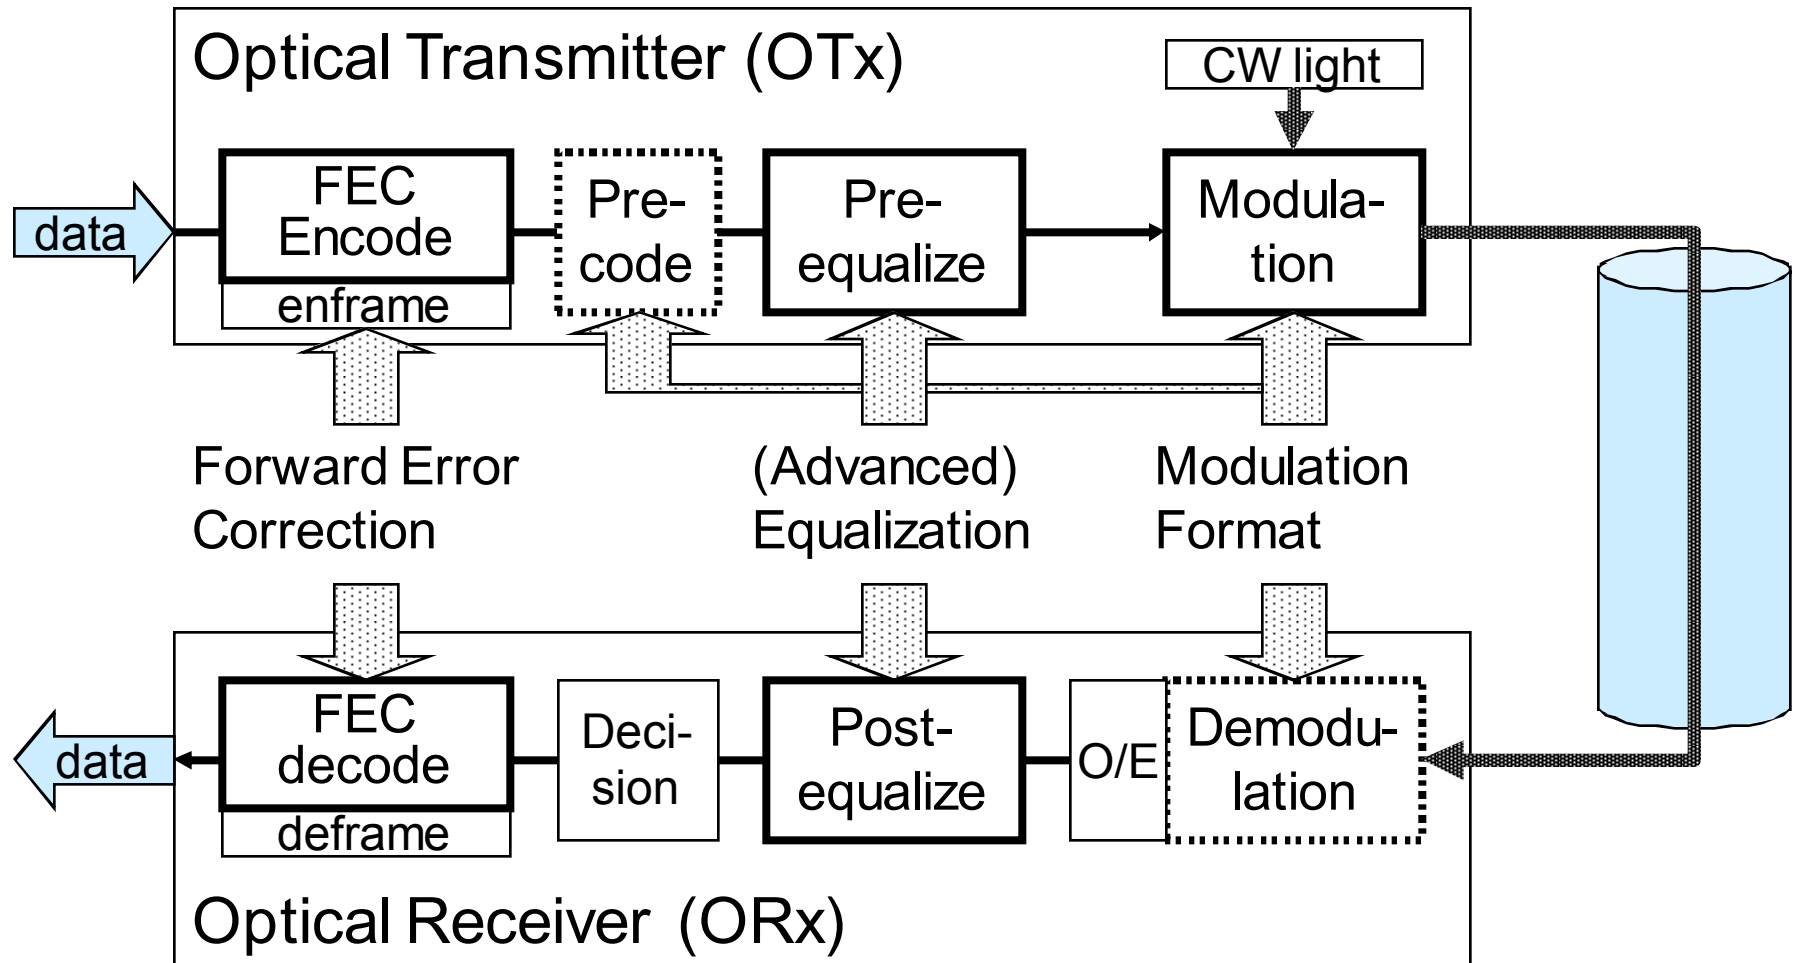 Optical Transmitter (OTx)
CW light
data
FEC
Encode
enframe
Pre-
code
Pre-
equalize
Modula-
tion
Forward Error
Correction
(Advanced)
Equalization
Modulation
Format
data
FEC
decode
deframe
Deci-
sion
Post-
equalize
O/E
Demodu-
lation
Optical Receiver (ORx)